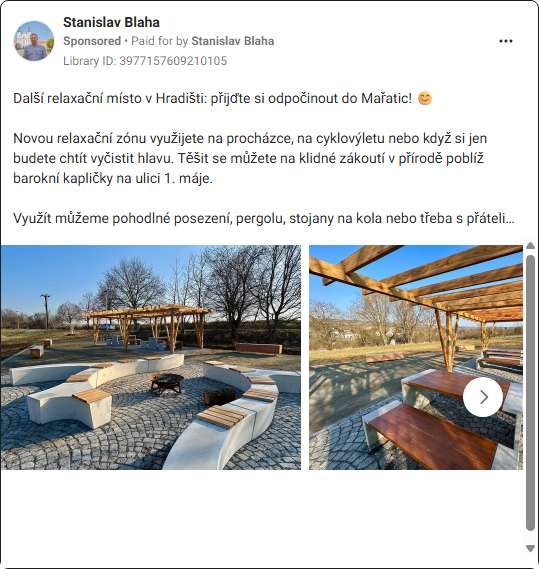 Stanislav Blaha
Sponsored • Paid for by Stanislav Blaha
Library ID: 3977157609210105
Další relaxační místo v Hradišti: přijďte si odpočinout do Mařatic! 😊
Novou relaxační zónu využijete na procházce, na cyklovýletu nebo když si jen
budete chtít vyčistit hlavu. Těšit se můžete na klidné zákoutí v přírodě poblíž
barokní kapličky na ulici 1. máje.
Využít můžeme pohodlné posezení, pergolu, stojany na kola nebo třeba s přáteli...